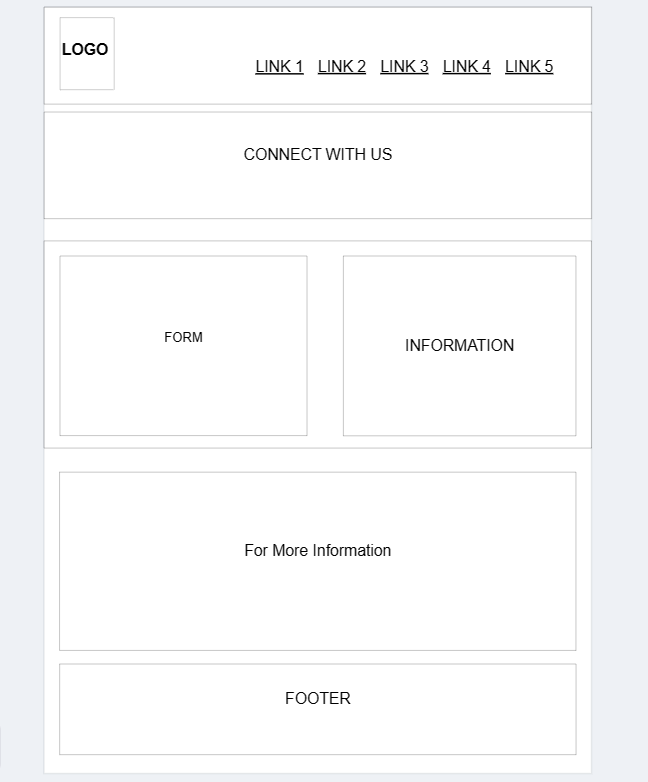 LOGO
LINK 1 LINK 2 LINK 3 LINK 4 LINK 5
CONNECT WITH US
FORM
INFORMATION
For More Information
FOOTER